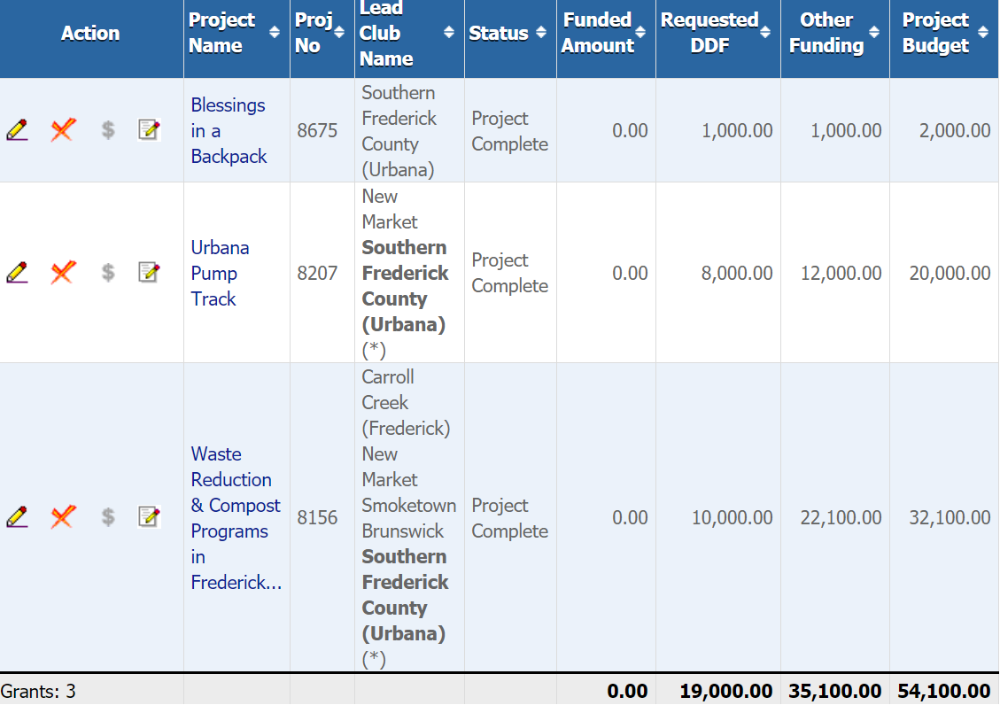 Action
Project
Name
Proj
No
Lead
Club
Name
Status
Funded
Amount
Requested
DDF
Other
Funding
Project
Budget
Blessings
in a
Backpack
8675
Southern
Frederick
County
(Urbana)
Project
Complete
0.00
1,000.00
1,000.00
2,000.00
Urbana
Pump
Track
8207
New
Market
Southern
Frederick
County
(Urbana)
(*)
Project
Complete
0.00
8,000.00
12,000.00
20,000.00
Waste
Reduction
& Compost
Programs
in
Frederick...
8156
Carroll
Creek
(Frederick)
New
Market
Smoketown
Brunswick
Southern
Frederick
County
(Urbana)
(*)
Project
Complete
0.00
10,000.00
22,100.00
32,100.00
Grants: 3
0.00
19,000.00
35,100.00
54,100.00